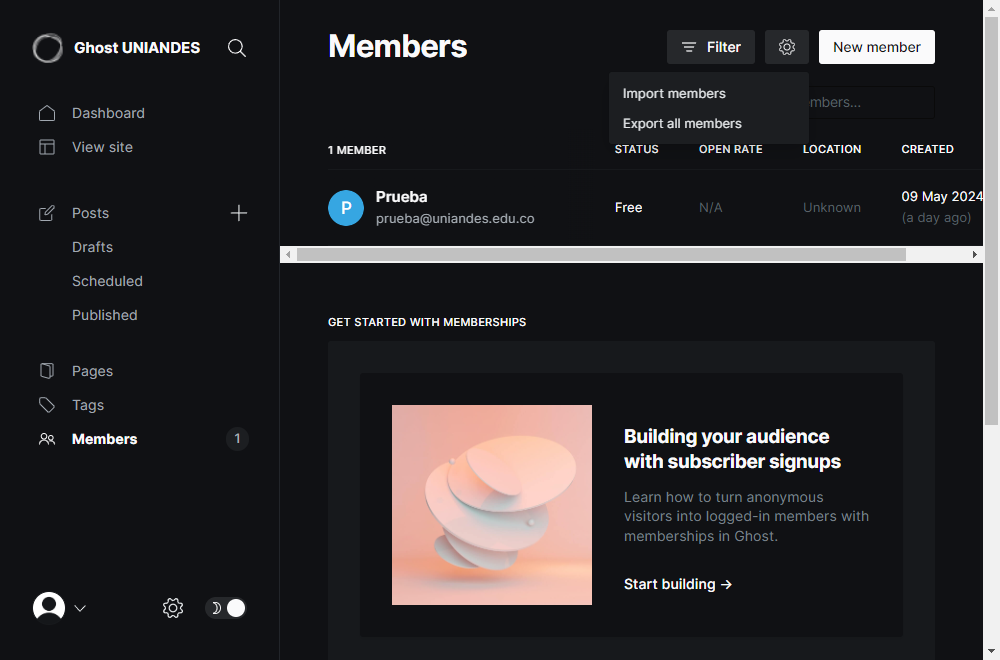 Ghost UNIANDES
Dashboard
View site
Posts
Drafts
Scheduled
Published
Pages
Tags
Members
1
Members
Filter
New member
Import members
Export all members
1 MEMBER
STATUS
OPEN RATE
LOCATION
CREATED
P
Prueba
prueba@uniandes.edu.co
Free
N/A
Unknown
09 May 2024
(a day ago)
GET STARTED WITH MEMBERSHIPS
Building your audience
with subscriber signups
Learn how to turn anonymous
visitors into logged-in members with
memberships in Ghost.
Start building →